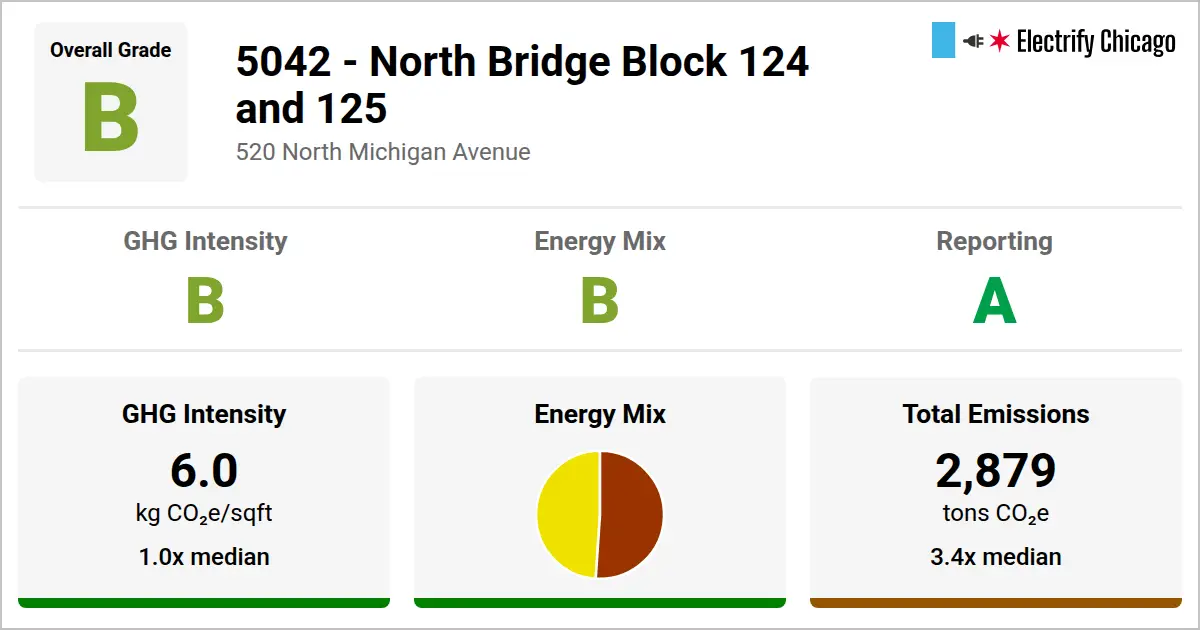 Overall Grade
B
5042 - North Bridge Block 124
and 125
520 North Michigan Avenue
Electrify Chicago
GHG Intensity
B
Energy Mix
B
Reporting
A
GHG Intensity
6.0
kg CO₂e/sqft
1.0x median
Energy Mix
Total Emissions
2,879
tons CO₂e
3.4x median